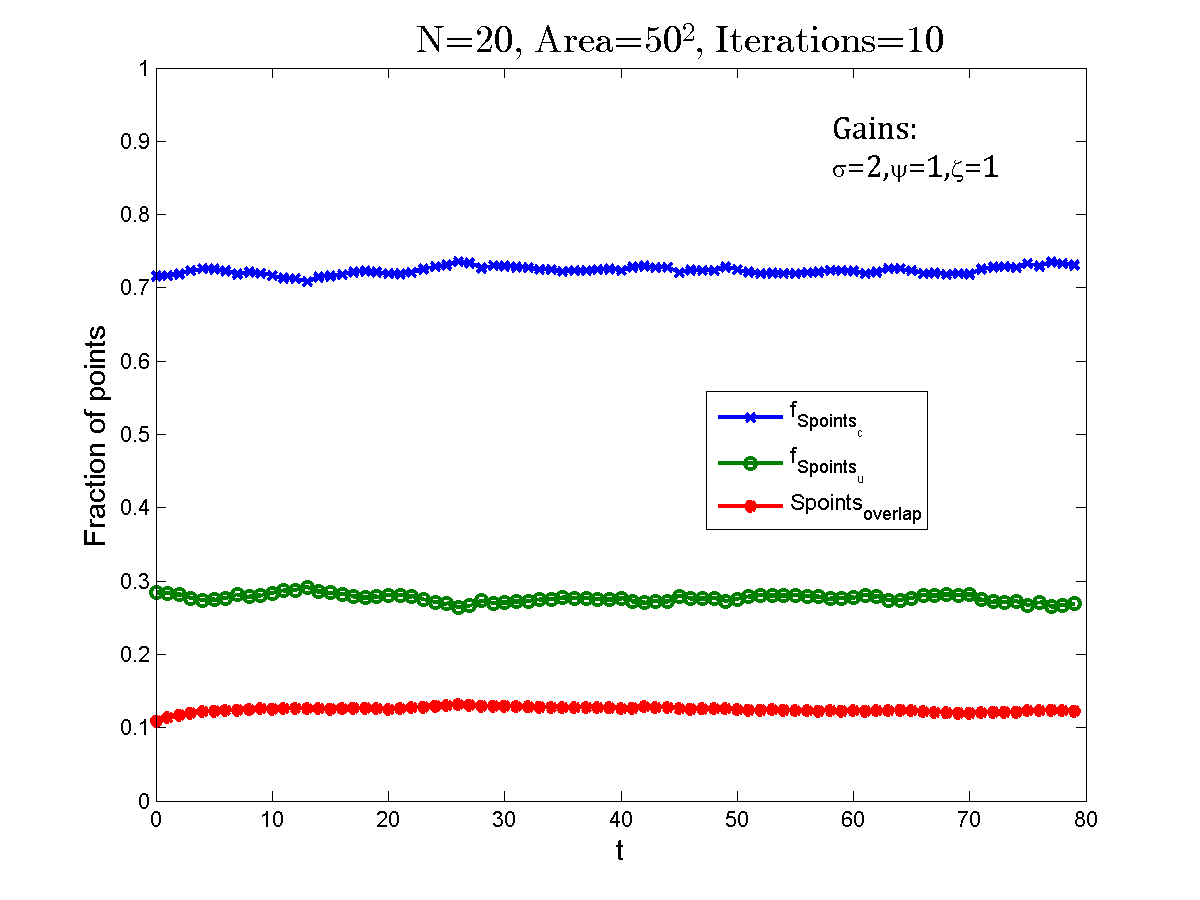 N=20, Area=50², Iterations=10
Gains:
σ=2,ψ=1,ζ=1
1
0.9
0.8
0.7
0.6
0.5
0.4
0.3
0.2
0.1
0
Fraction of points
f_Spoints_c
f_Spoints_u
Spoints_overlap
0 10 20 30 40 50 60 70 80
t